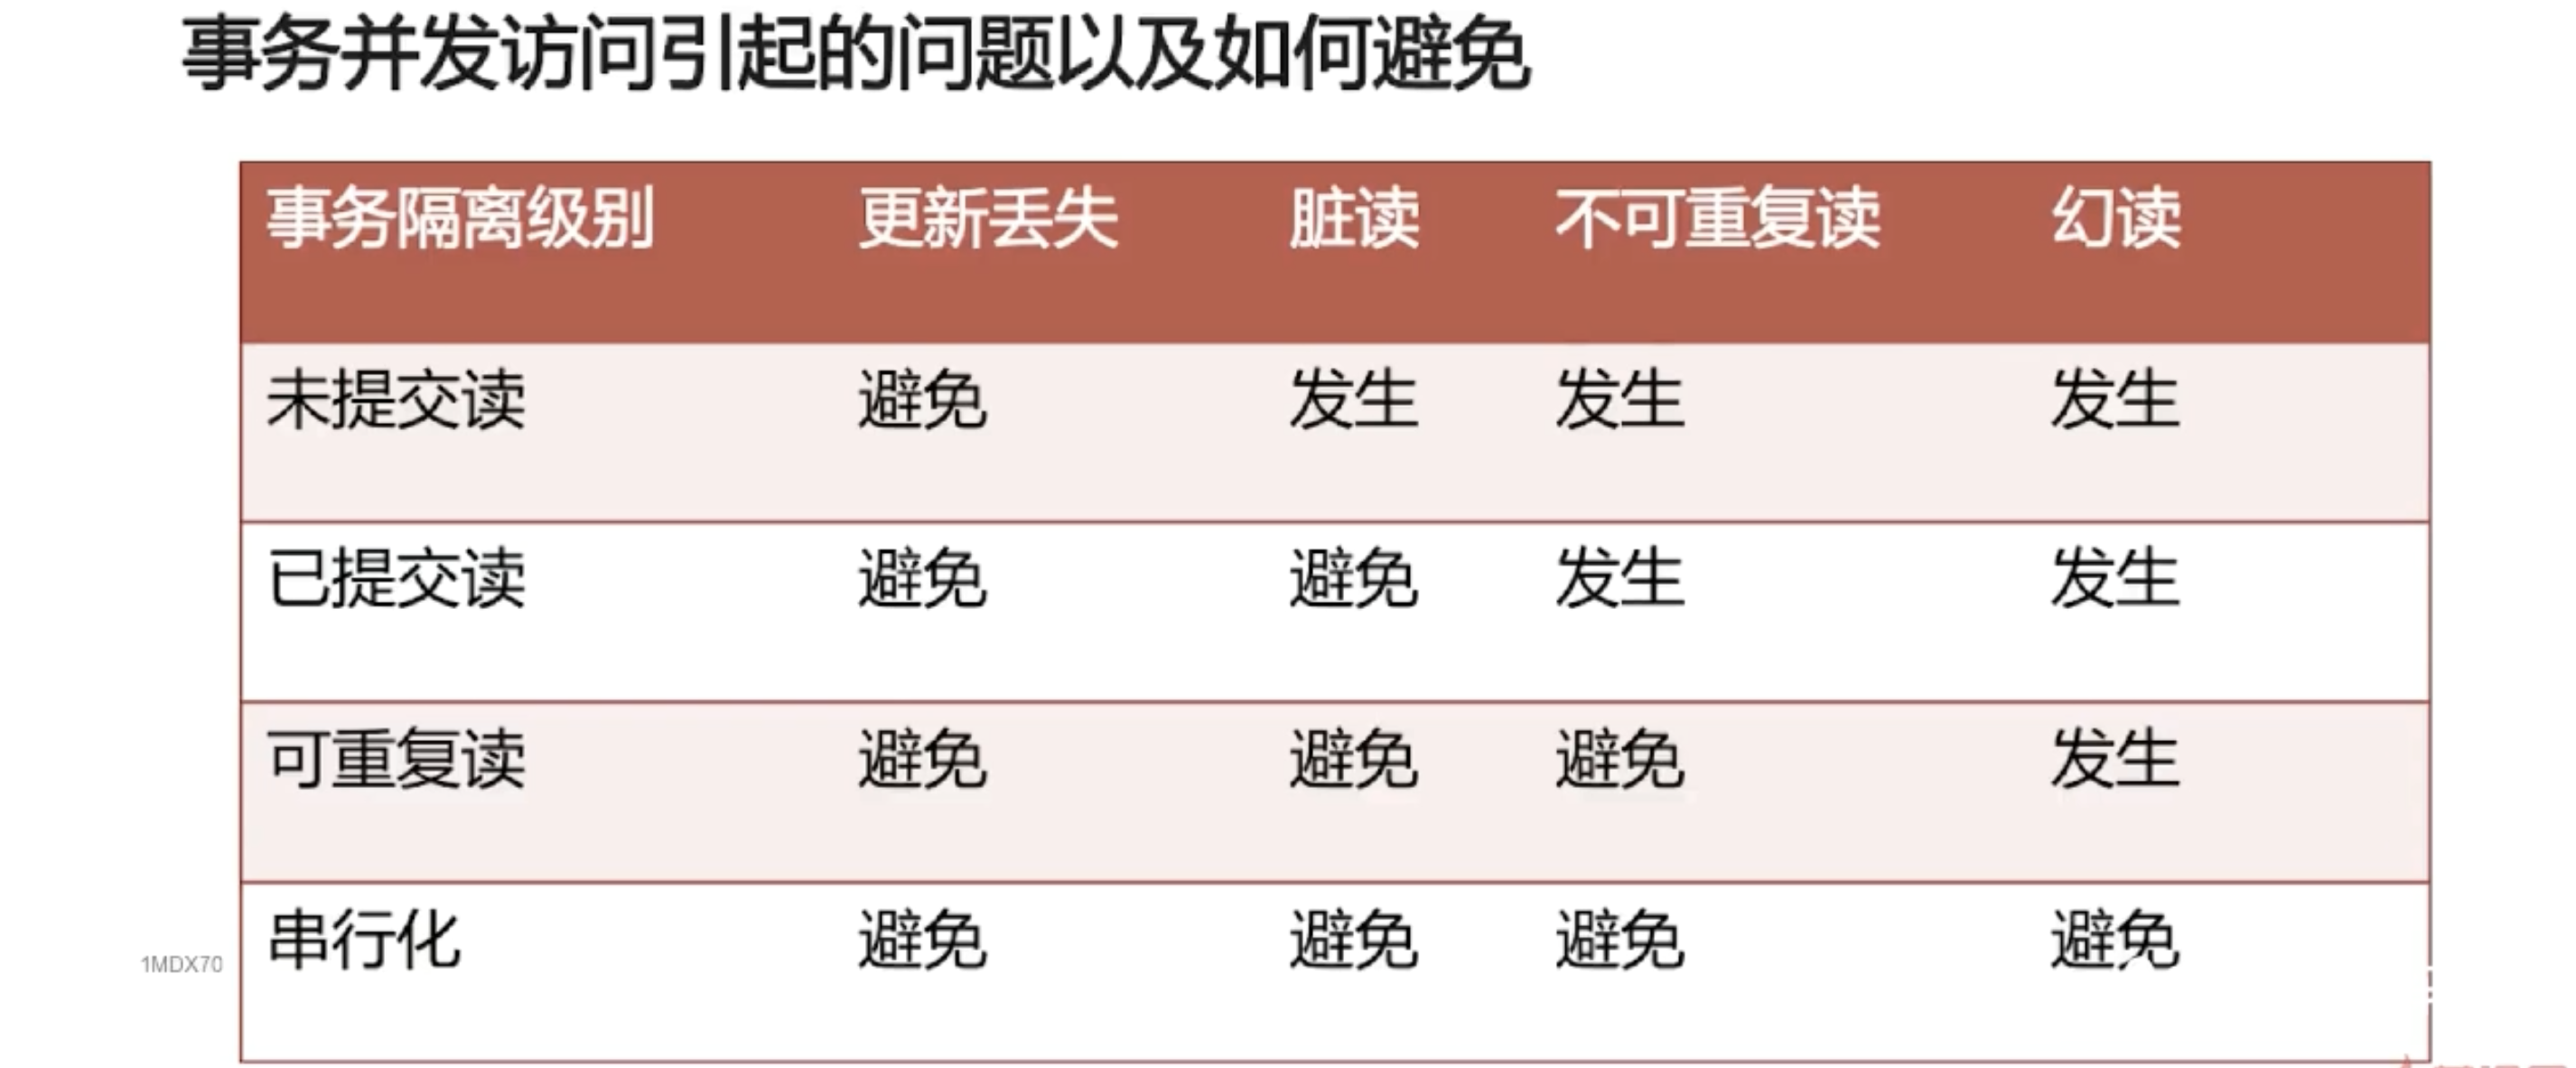 事务并发访问引起的问题以及如何避免
事务隔离级别 更新丢失 脏读 不可重复读 幻读
未提交读 避免 发生 发生 发生
已提交读 避免 避免 发生 发生
可重复读 避免 避免 避免 发生
串行化 避免 避免 避免 避免
1MDX70